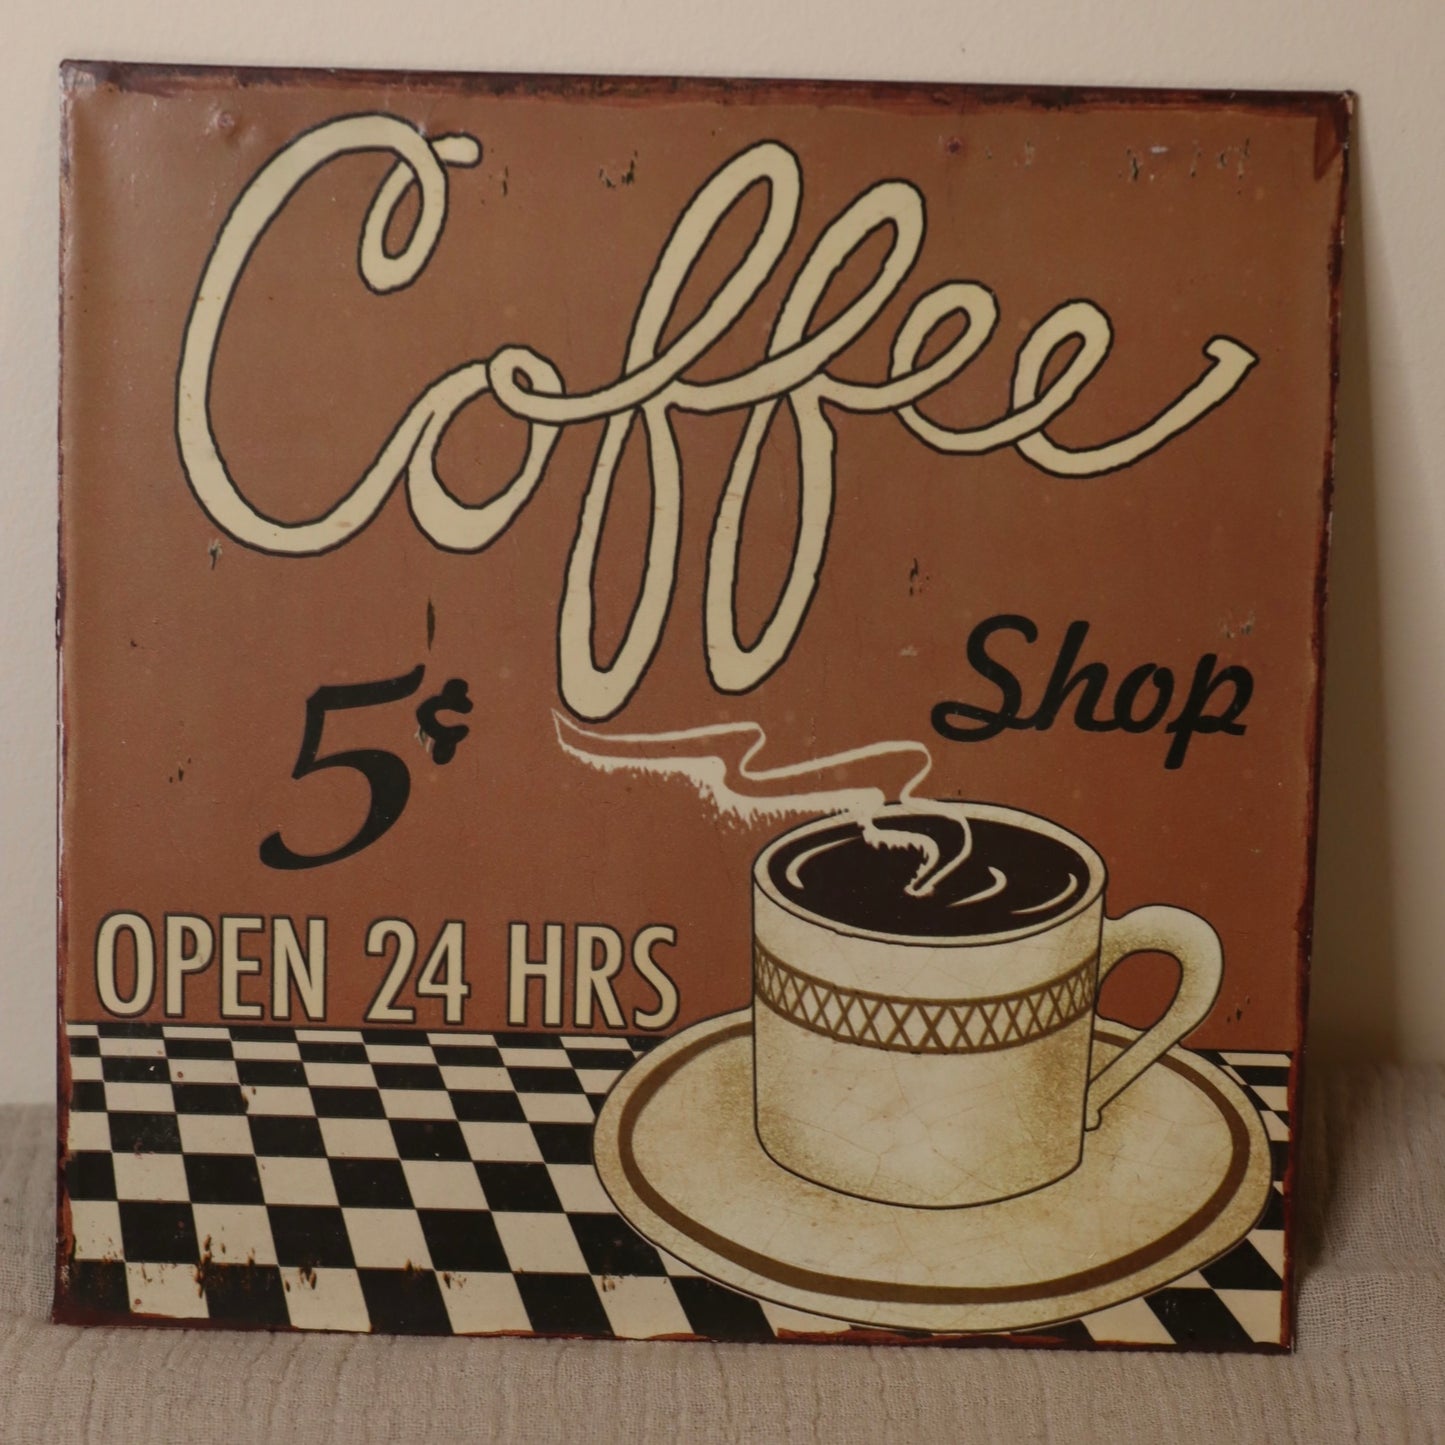 Coffee
Shop
5¢
OPEN 24 HRS